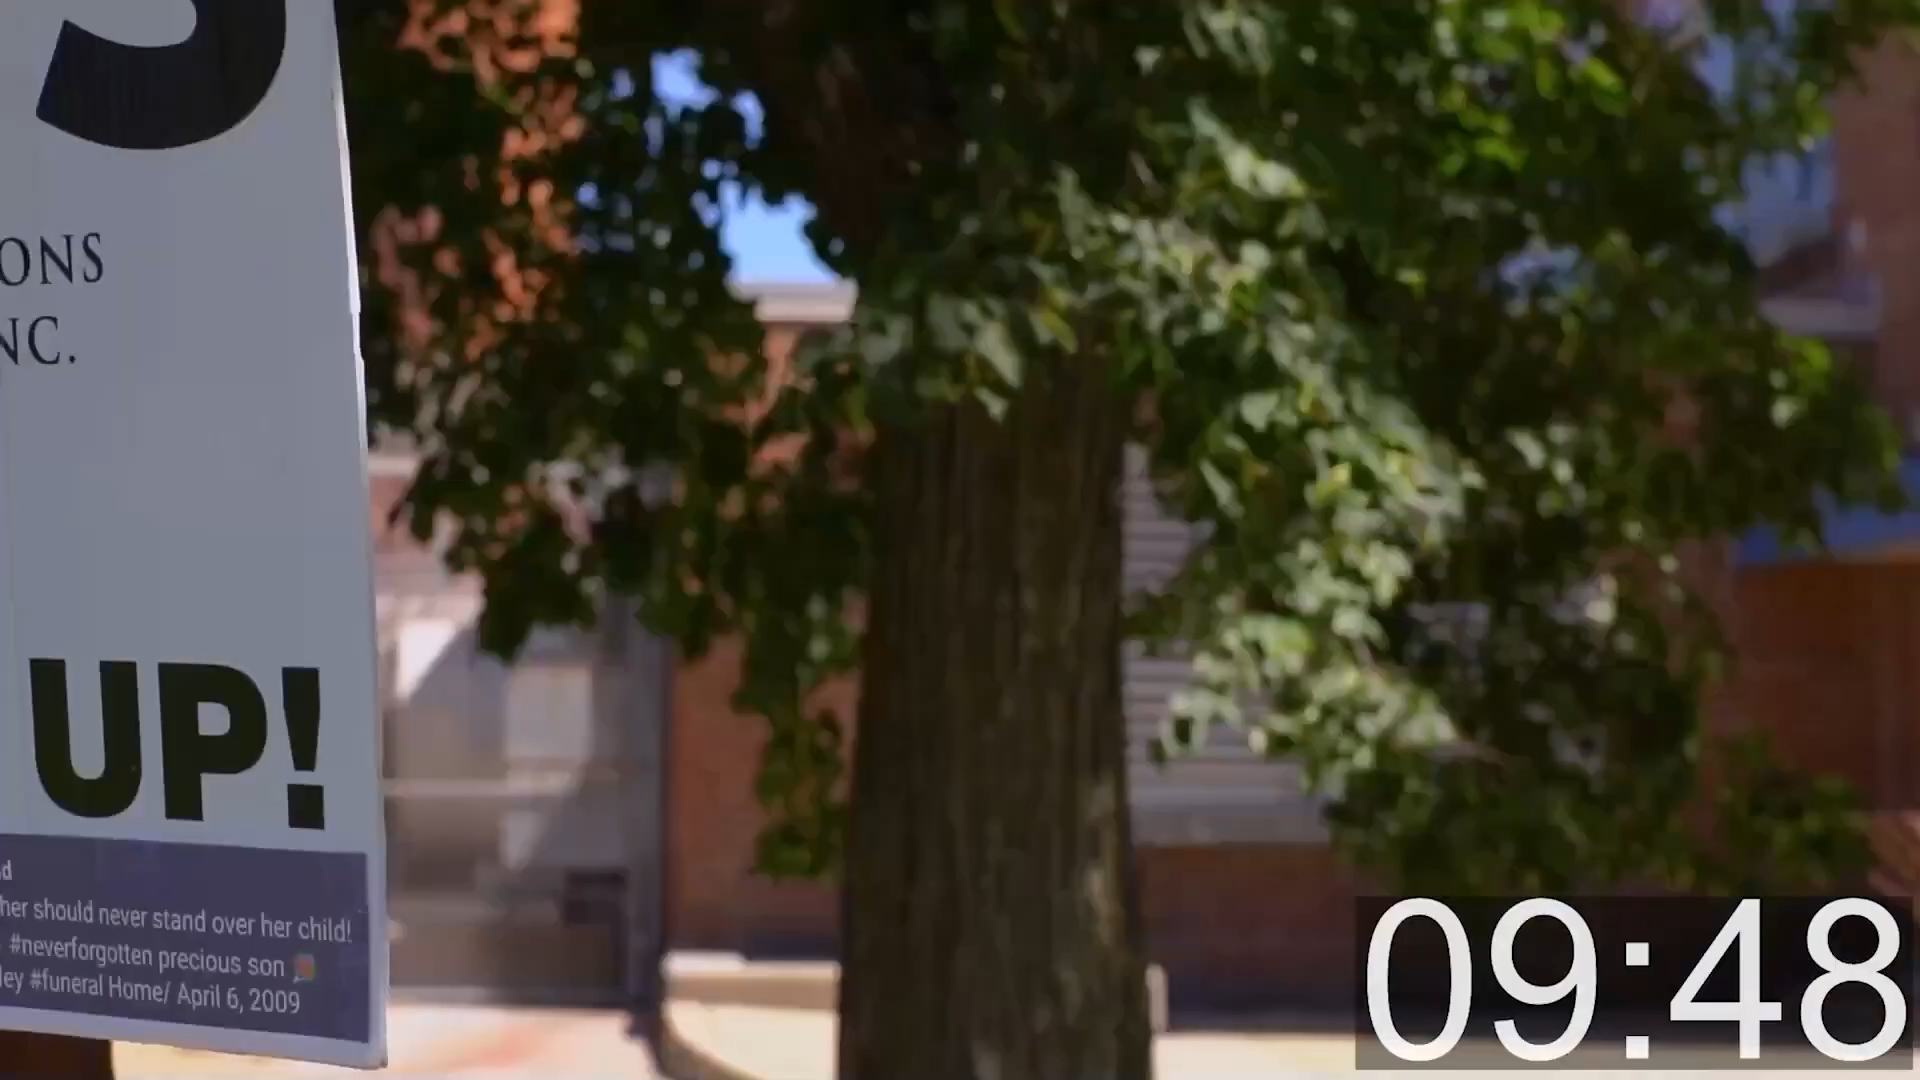 S
ONS
NC.
UP!
her should never stand over her child!
#neverforgotten precious son
ley #funeral Home/ April 6, 2009
09:48